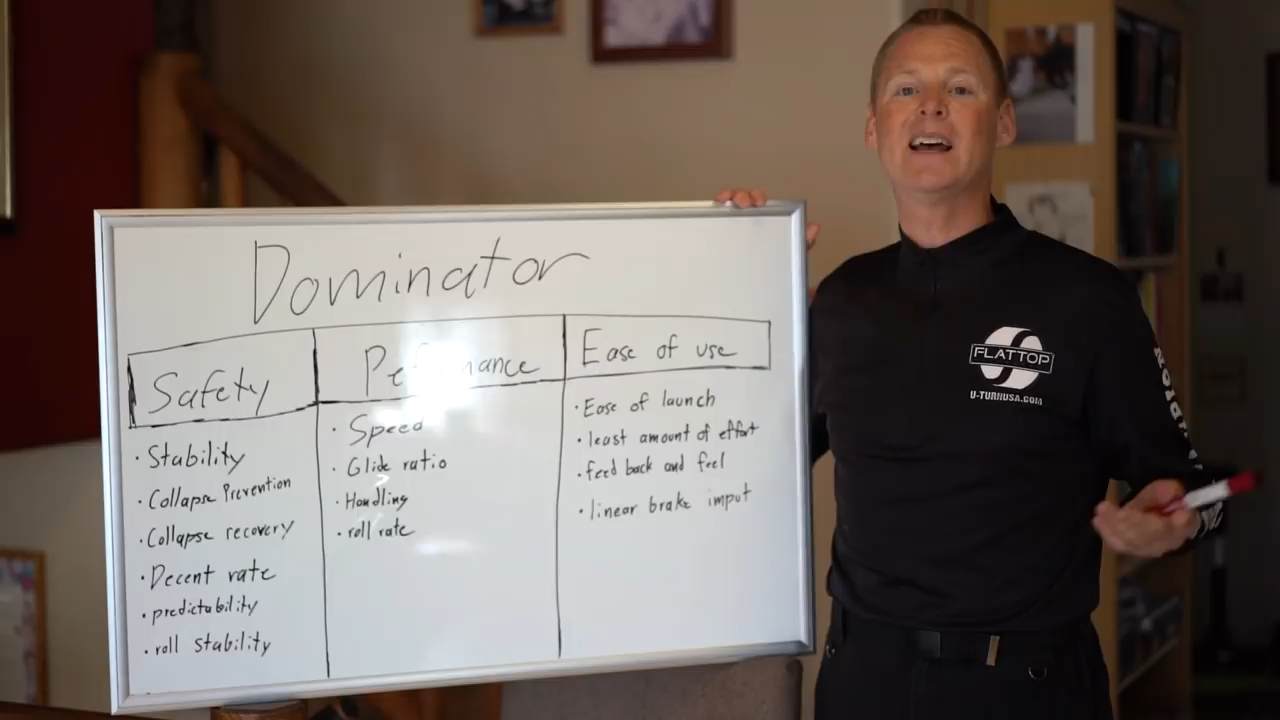 Dominator
Safety
· Stability
· Collapse Prevention
· Collapse recovery
· Decent rate
· predictability
· roll stability
· Speed
· Glide ratio
· Handling
· roll rate
Ease of use
· Ease of launch
· least amount of effort
· feed back and feel
· linear brake imput
FLATTOP
U-TURNUSA.COM